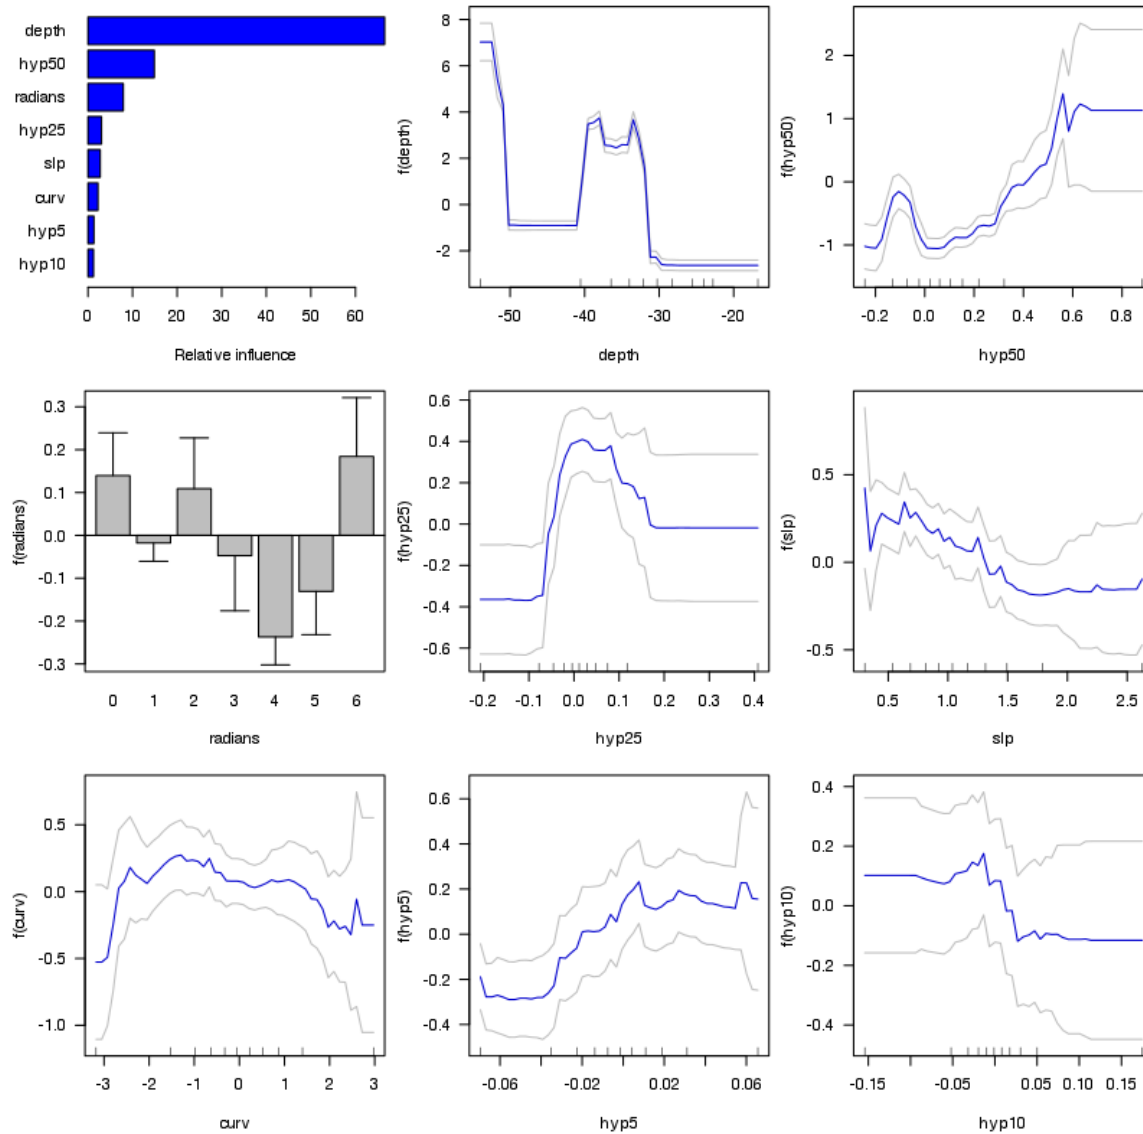 depth
hyp50
radians
hyp25
slp
curv
hyp5
hyp10
0 10 20 30 40 50 60
Relative influence
f(depth)
8
6
4
2
0
-2
-50 -40 -30 -20
depth
f(hyp50)
2
1
0
-1
-0.2 0.0 0.2 0.4 0.6 0.8
hyp50
f(radians)
0.3
0.2
0.1
0.0
-0.1
-0.2
-0.3
0 1 2 3 4 5 6
radians
f(hyp25)
0.6
0.4
0.2
0.0
-0.2
-0.4
-0.6
-0.2 -0.1 0.0 0.1 0.2 0.3 0.4
hyp25
f(slp)
0.5
0.0
-0.5
0.5 1.0 1.5 2.0 2.5
slp
f(curv)
0.5
0.0
-0.5
-1.0
-3 -2 -1 0 1 2 3
curv
f(hyp5)
0.6
0.4
0.2
0.0
-0.2
-0.4
-0.06 -0.02 0.02 0.06
hyp5
f(hyp10)
0.4
0.2
0.0
-0.2
-0.4
-0.15 -0.05 0.05 0.10 0.15
hyp10